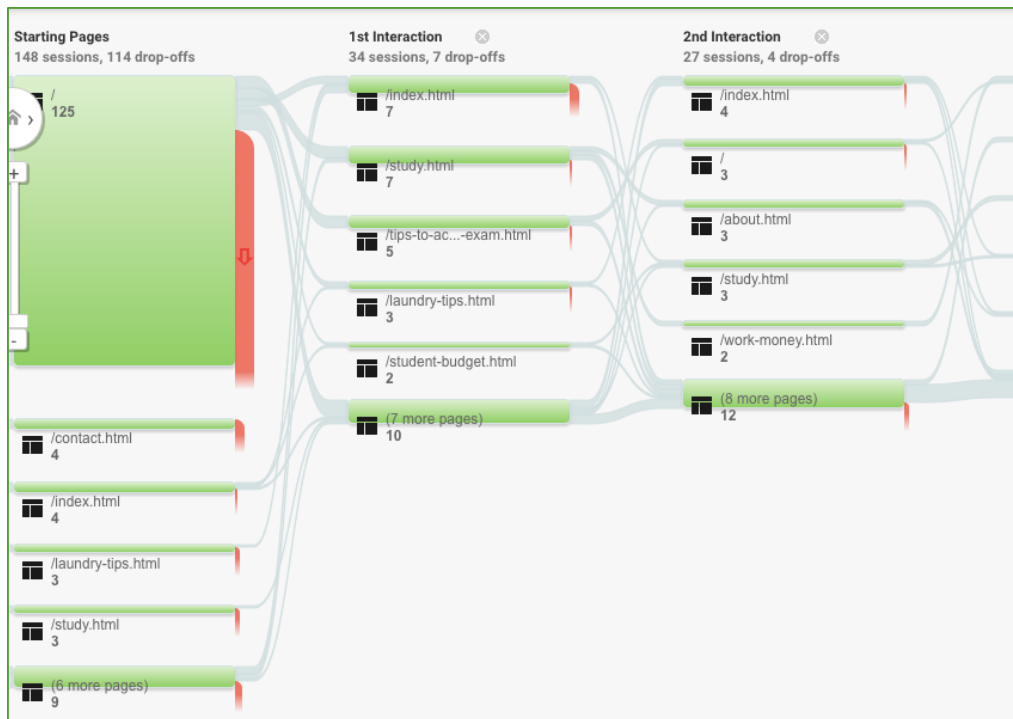 Starting Pages
148 sessions, 114 drop-offs
/
125
+
-
/contact.html
4
/index.html
4
/laundry-tips.html
3
/study.html
3
(6 more pages)
9
1st Interaction
34 sessions, 7 drop-offs
/index.html
7
/study.html
7
/tips-to-ac...-exam.html
5
/laundry-tips.html
3
/student-budget.html
2
(7 more pages)
10
2nd Interaction
27 sessions, 4 drop-offs
/index.html
4
/
3
/about.html
3
/study.html
3
/work-money.html
2
(8 more pages)
12